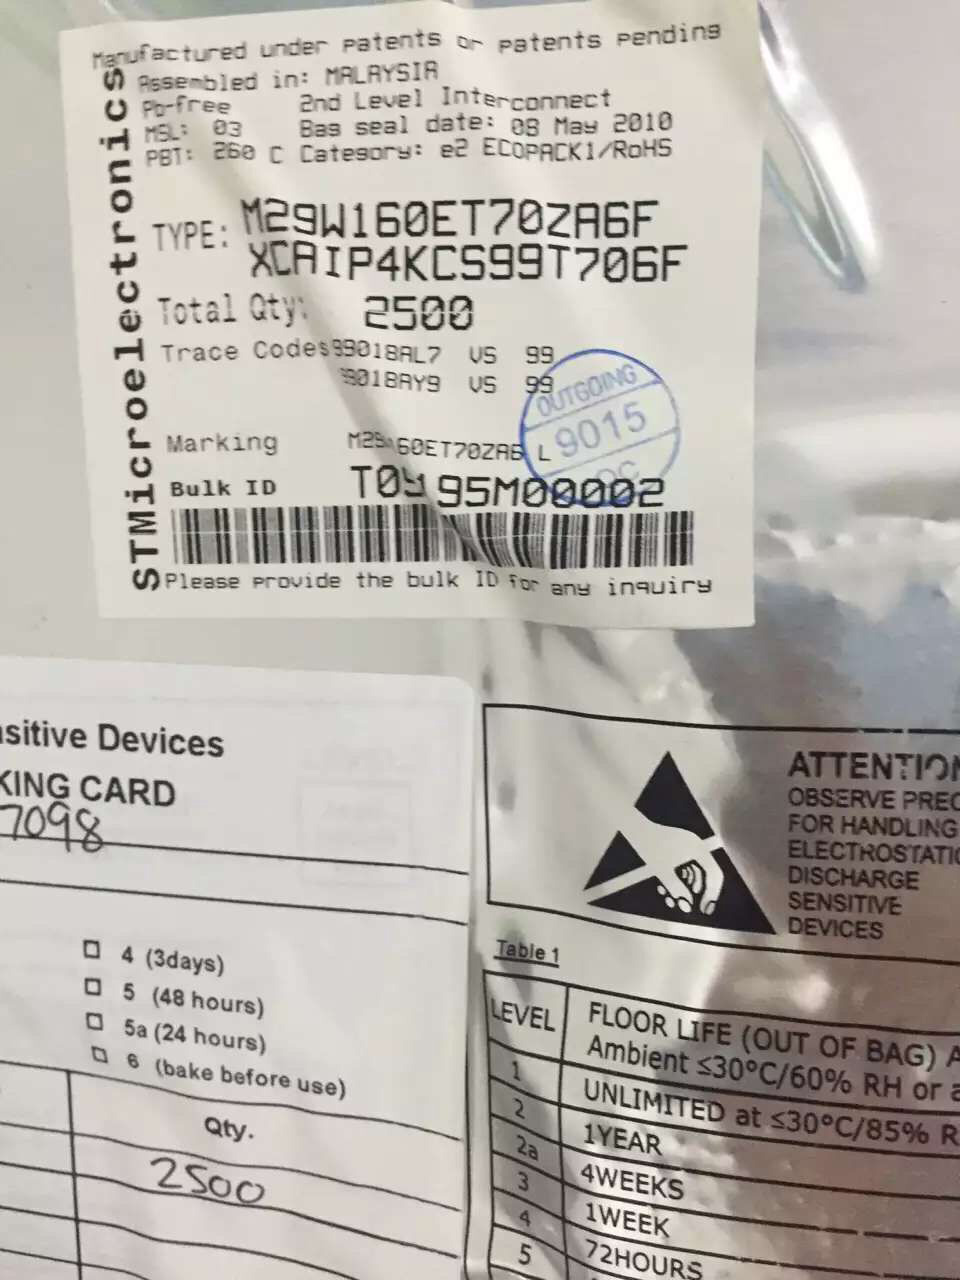 Manufactured under patents or patents pending
Assembled in: MALAYSIA
Pb-free 2nd Level Interconnect
MSL: 03 Bag seal date: 08 May 2010
PBT: 260 C Category: e2 ECOPACK1/RoHS
STMicroelectronics
TYPE: M29W160ET70ZA6F
XCAIP4KCS99T706F
Total Qty: 2500
Trace Codes 99018AL7 VS 99
99018AY9 VS 99
OUTGOING
9015
Marking
Bulk ID
Please provide the bulk ID for any inquiry
sitive Devices
KING CARD
7098
4 (3days)
5 (48 hours)
5a (24 hours)
6 (bake before use)
Qty.
2500
ATTENTION
OBSERVE PREC
FOR HANDLING
ELECTROSTATIC
DISCHARGE
SENSITIVE
DEVICES
Table 1
LEVEL FLOOR LIFE (OUT OF BAG) A
Ambient ≤30°C/60% RH or a
1 UNLIMITED at ≤30°C/85% R
2 1YEAR
2a 4WEEKS
3 1WEEK
4 72HOURS
5